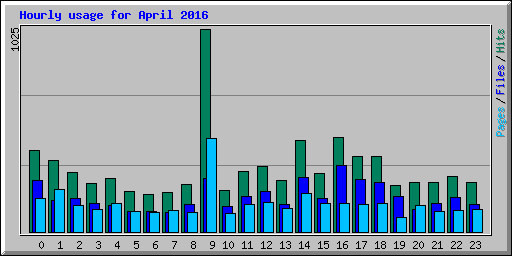 Hourly usage for April 2016
1025
Pages / Files / Hits
0 1 2 3 4 5 6 7 8 9 10 11 12 13 14 15 16 17 18 19 20 21 22 23